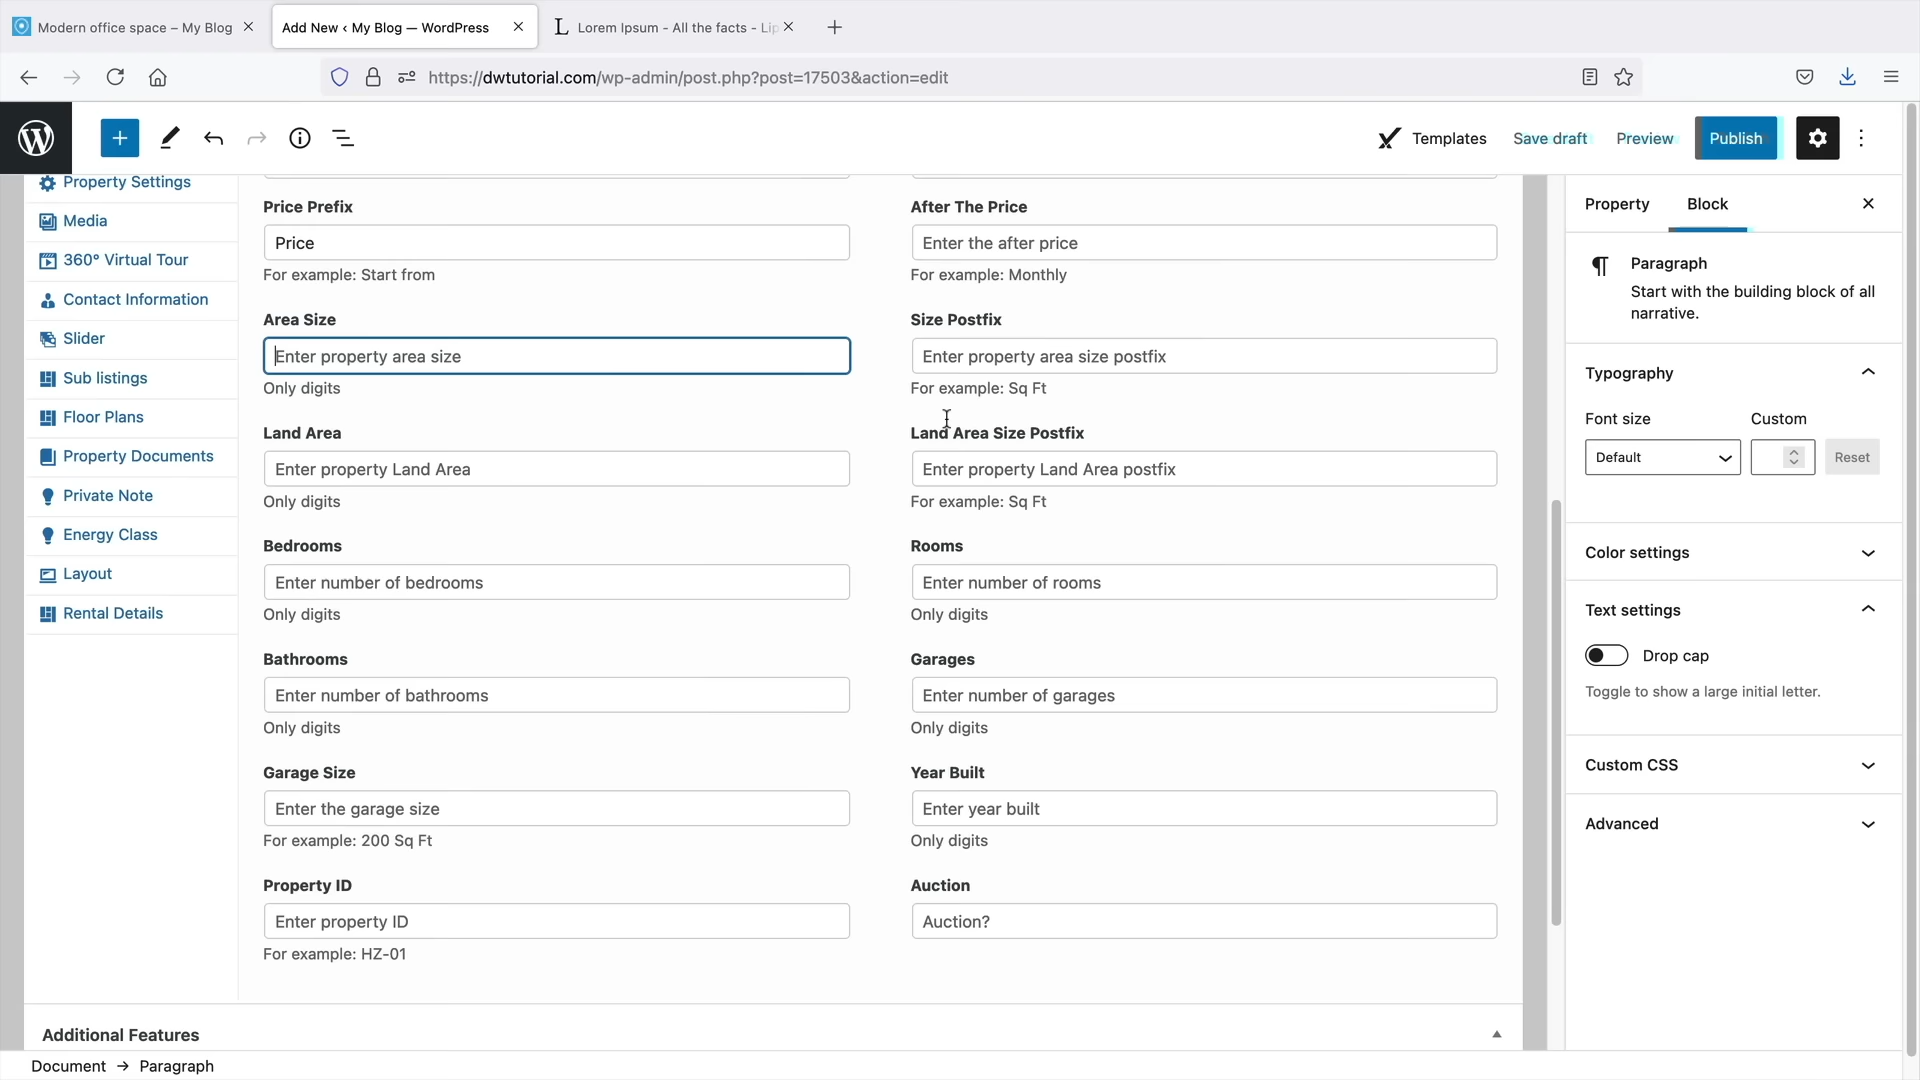 Modern office space – My Blog
Add New ‹ My Blog — WordPress
Lorem Ipsum - All the facts - Lip
https://dwtutorial.com/wp-admin/post.php?post=17503&action=edit
Templates
Save draft
Preview
Publish
Property Settings
Media
360° Virtual Tour
Contact Information
Slider
Sub listings
Floor Plans
Property Documents
Private Note
Energy Class
Layout
Rental Details
Price Prefix
Price
For example: Start from
After The Price
Enter the after price
For example: Monthly
Area Size
Enter property area size
Only digits
Size Postfix
Enter property area size postfix
For example: Sq Ft
Land Area
Enter property Land Area
Only digits
Land Area Size Postfix
Enter property Land Area postfix
For example: Sq Ft
Bedrooms
Enter number of bedrooms
Only digits
Rooms
Enter number of rooms
Only digits
Bathrooms
Enter number of bathrooms
Only digits
Garages
Enter number of garages
Only digits
Garage Size
Enter the garage size
For example: 200 Sq Ft
Year Built
Enter year built
Only digits
Property ID
Enter property ID
For example: HZ-01
Auction
Auction?
Additional Features
Document → Paragraph
Property
Block
Paragraph
Start with the building block of all
narrative.
Typography
Font size
Custom
Default
Reset
Color settings
Text settings
Drop cap
Toggle to show a large initial letter.
Custom CSS
Advanced